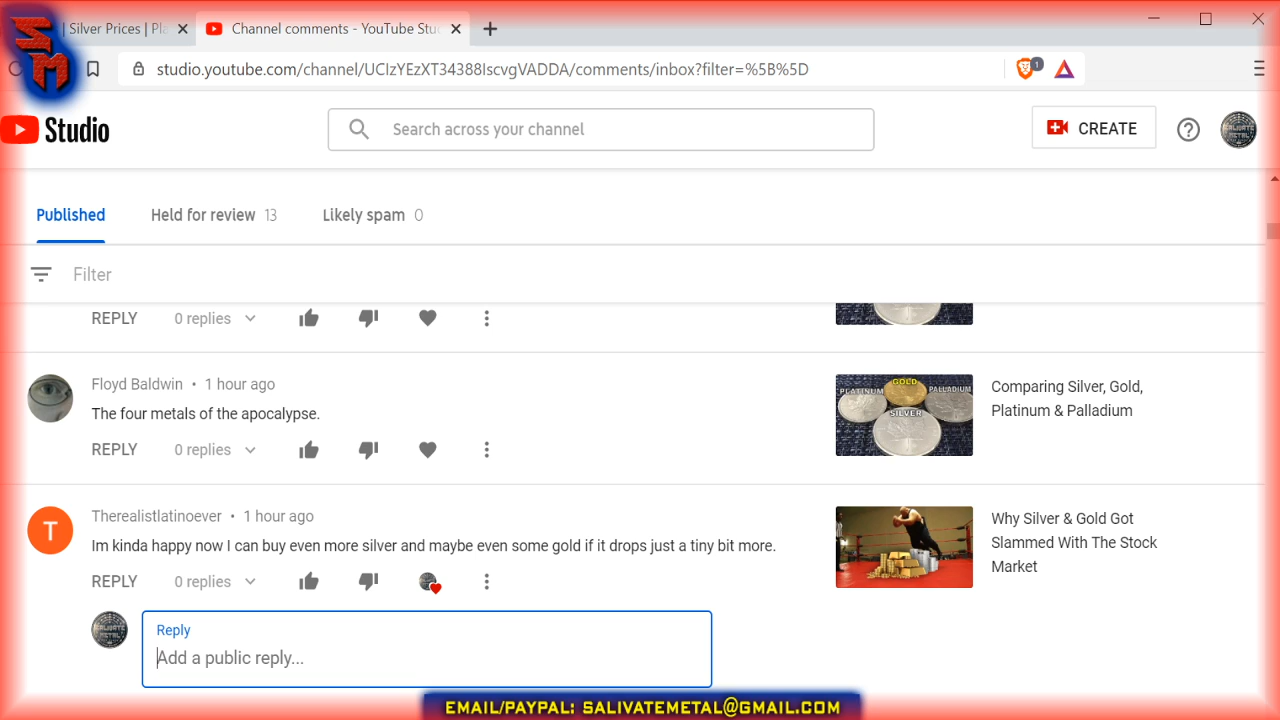 SM
| Silver Prices | Pl
Channel comments - YouTube Stu
studio.youtube.com/channel/UCIzYEzXT34388IscvgVADDA/comments/inbox?filter=%5B%5D
1
Studio
Search across your channel
CREATE
Published
Held for review 13
Likely spam 0
Filter
REPLY
0 replies
Floyd Baldwin • 1 hour ago
The four metals of the apocalypse.
REPLY
0 replies
PLATINUM
GOLD
PALLADIUM
SILVER
Comparing Silver, Gold,
Platinum & Palladium
T
Therealistlatinoever • 1 hour ago
Im kinda happy now I can buy even more silver and maybe even some gold if it drops just a tiny bit more.
REPLY
0 replies
Why Silver & Gold Got
Slammed With The Stock
Market
SALIVATE
METAL
Reply
Add a public reply...
EMAIL/PAYPAL: SALIVATEMETAL@GMAIL.COM